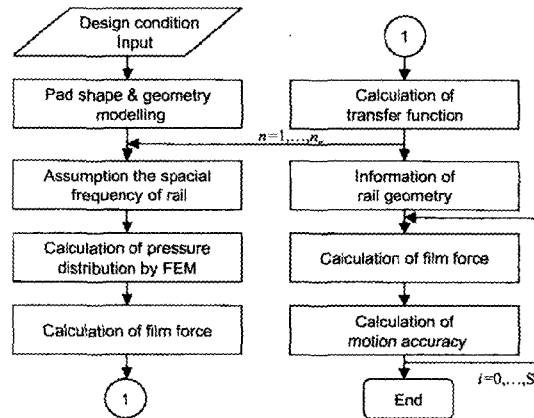 Design condition
Input
Pad shape & geometry
modelling
Assumption the spacial
frequency of rail
Calculation of pressure
distribution by FEM
Calculation of film force
1
1
Calculation of
transfer function
n=1,…,nₙ
Information of
rail geometry
Calculation of film force
Calculation of
motion accuracy
i=0,…,S
End